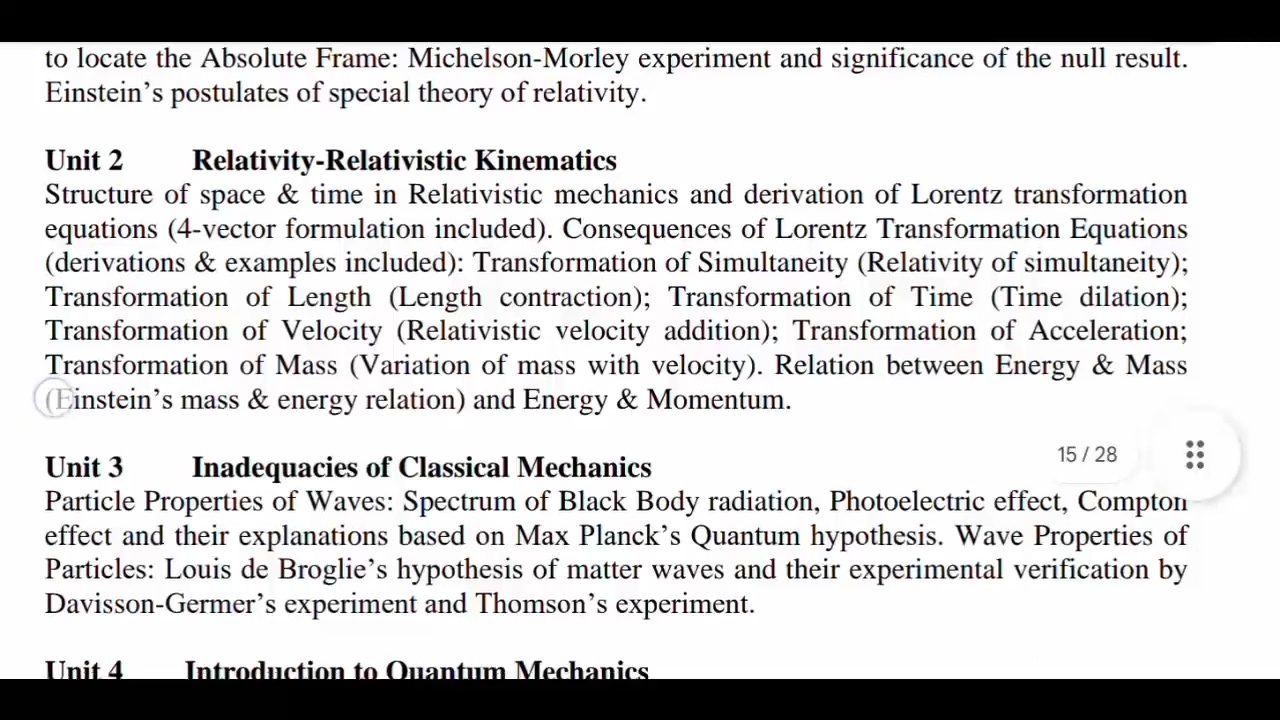 to locate the Absolute Frame: Michelson-Morley experiment and significance of the null result.
Einstein’s postulates of special theory of relativity.
Unit 2 Relativity-Relativistic Kinematics
Structure of space & time in Relativistic mechanics and derivation of Lorentz transformation
equations (4-vector formulation included). Consequences of Lorentz Transformation Equations
(derivations & examples included): Transformation of Simultaneity (Relativity of simultaneity);
Transformation of Length (Length contraction); Transformation of Time (Time dilation);
Transformation of Velocity (Relativistic velocity addition); Transformation of Acceleration;
Transformation of Mass (Variation of mass with velocity). Relation between Energy & Mass
(Einstein’s mass & energy relation) and Energy & Momentum.
15 / 28
Unit 3 Inadequacies of Classical Mechanics
Particle Properties of Waves: Spectrum of Black Body radiation, Photoelectric effect, Compton
effect and their explanations based on Max Planck’s Quantum hypothesis. Wave Properties of
Particles: Louis de Broglie’s hypothesis of matter waves and their experimental verification by
Davisson-Germer’s experiment and Thomson’s experiment.
Unit 4 Introduction to Quantum Mechanics